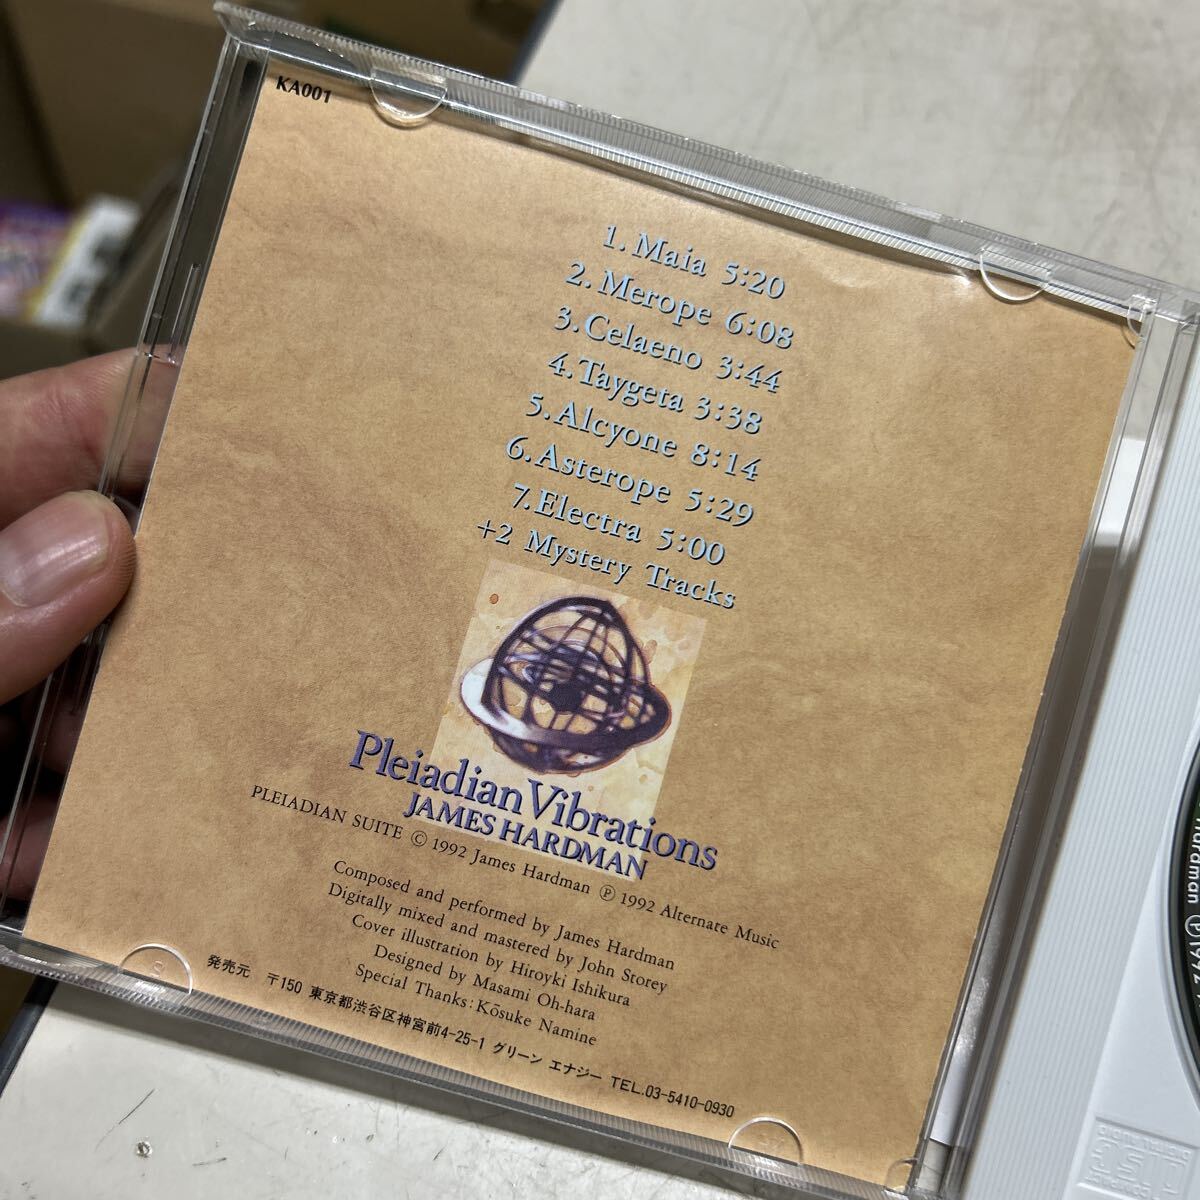 KA001
1. Maia 5:20
2. Merope 6:08
3. Celaeno 3:44
4. Taygeta 3:38
5. Alcyone 8:14
6. Asterope 5:29
7. Electra 5:00
+2 Mystery Tracks
Pleiadian Vibrations
JAMES HARDMAN
PLEIADIAN SUITE © 1992 James Hardman ℗ 1992 Alternate Music
Composed and performed by James Hardman
Digitally mixed and mastered by John Storey
Cover illustration by Hiroyki Ishikura
Designed by Masami Oh-hara
Special Thanks: Kōsuke Namine
発売元 〒150 東京都渋谷区神宮前4-25-1 グリーン エナジー TEL.03-5410-0930
Hardman ℗1992